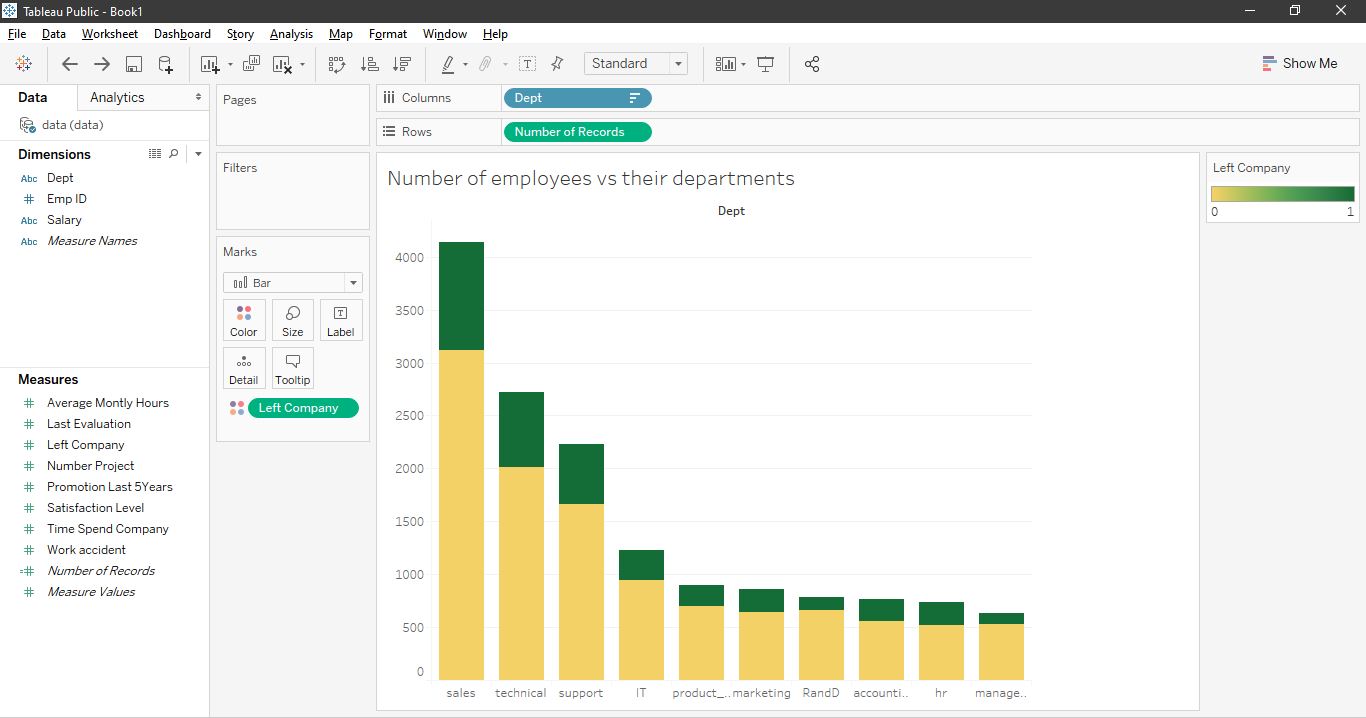 Tableau Public - Book1
File Data Worksheet Dashboard Story Analysis Map Format Window Help
Standard
Show Me
Data Analytics
data (data)
Dimensions
Abc Dept
# Emp ID
Abc Salary
Abc Measure Names
Measures
# Average Montly Hours
# Last Evaluation
# Left Company
# Number Project
# Promotion Last 5Years
# Satisfaction Level
# Time Spend Company
# Work accident
=# Number of Records
# Measure Values
Pages
Filters
Marks
Bar
Color Size Label
Detail Tooltip
Left Company
Columns Dept
Rows Number of Records
Number of employees vs their departments
Dept
4000
3500
3000
2500
2000
1500
1000
500
0
sales technical support IT product_.. marketing RandD accounti.. hr manage..
Left Company
0 1